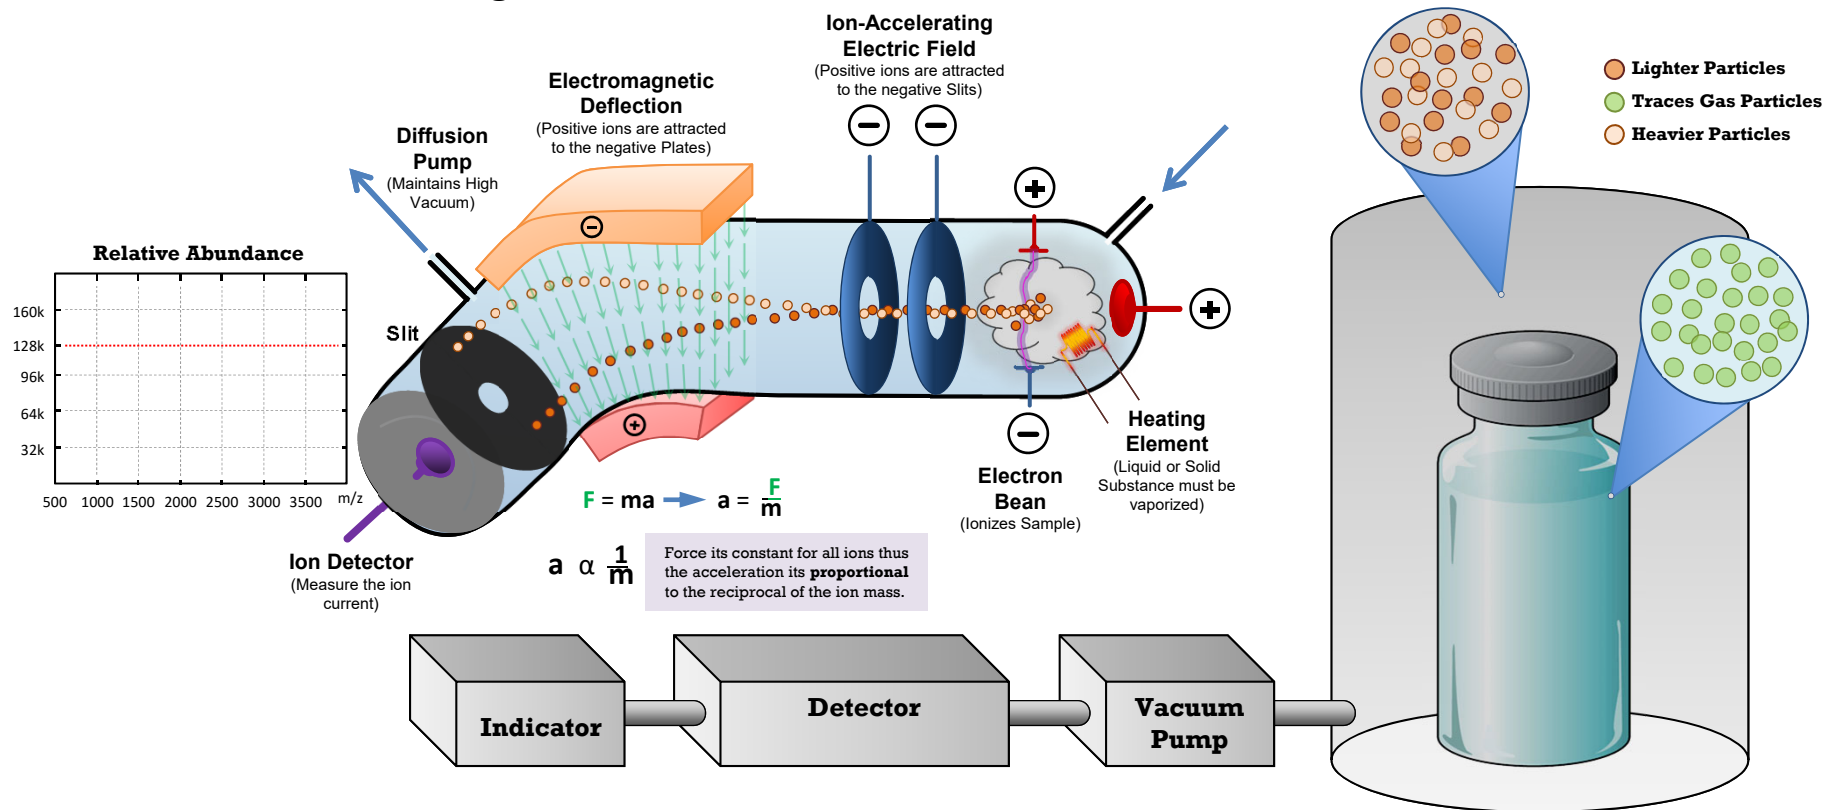 Ion-Accelerating
Electric Field
(Positive ions are attracted
to the negative Slits)
Electromagnetic
Deflection
(Positive ions are attracted
to the negative Plates)
Diffusion
Pump
(Maintains High
Vacuum)
Lighter Particles
Traces Gas Particles
Heavier Particles
Relative Abundance
160k
128k
96k
64k
32k
500 1000 1500 2000 2500 3000 3500 m/z
Slit
Heating
Element
(Liquid or Solid
Substance must be
vaporized)
Electron
Bean
(Ionizes Sample)
F = ma a = F/m
a α 1/m
Force its constant for all ions thus
the acceleration its proportional
to the reciprocal of the ion mass.
Ion Detector
(Measure the ion
current)
Indicator
Detector
Vacuum
Pump